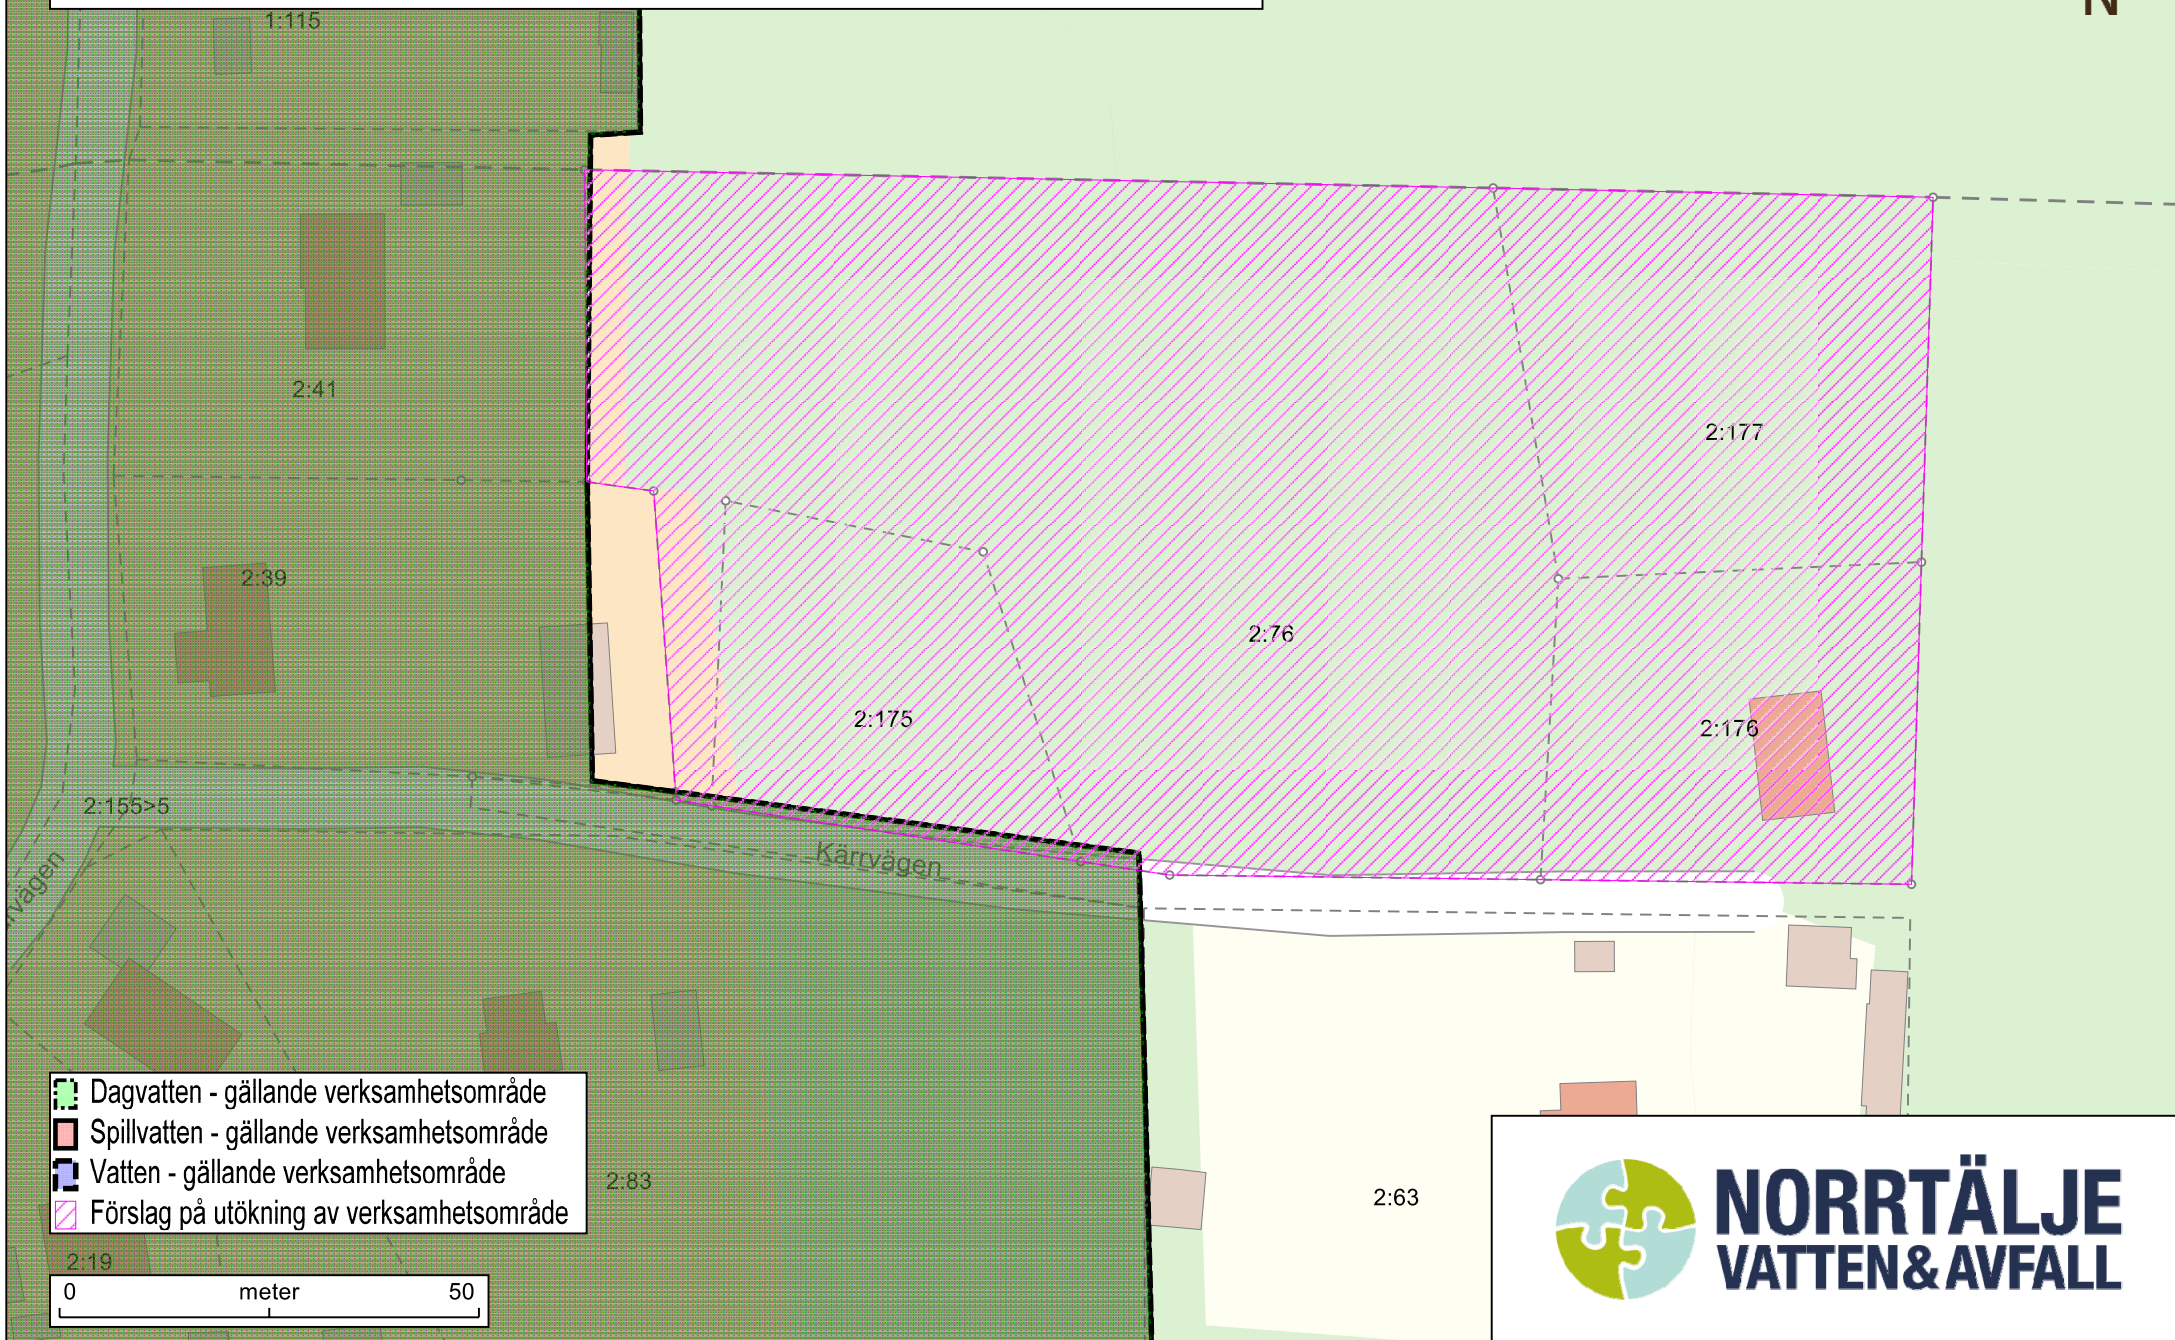 N
1:115
2:41
2:177
2:39
2:76
2:175
2:176
2:155>5
Kärrvägen
vägen
Dagvatten - gällande verksamhetsområde
Spillvatten - gällande verksamhetsområde
Vatten - gällande verksamhetsområde
Förslag på utökning av verksamhetsområde
2:83
2:63
2:19
0 meter 50
NORRTÄLJE
VATTEN&AVFALL